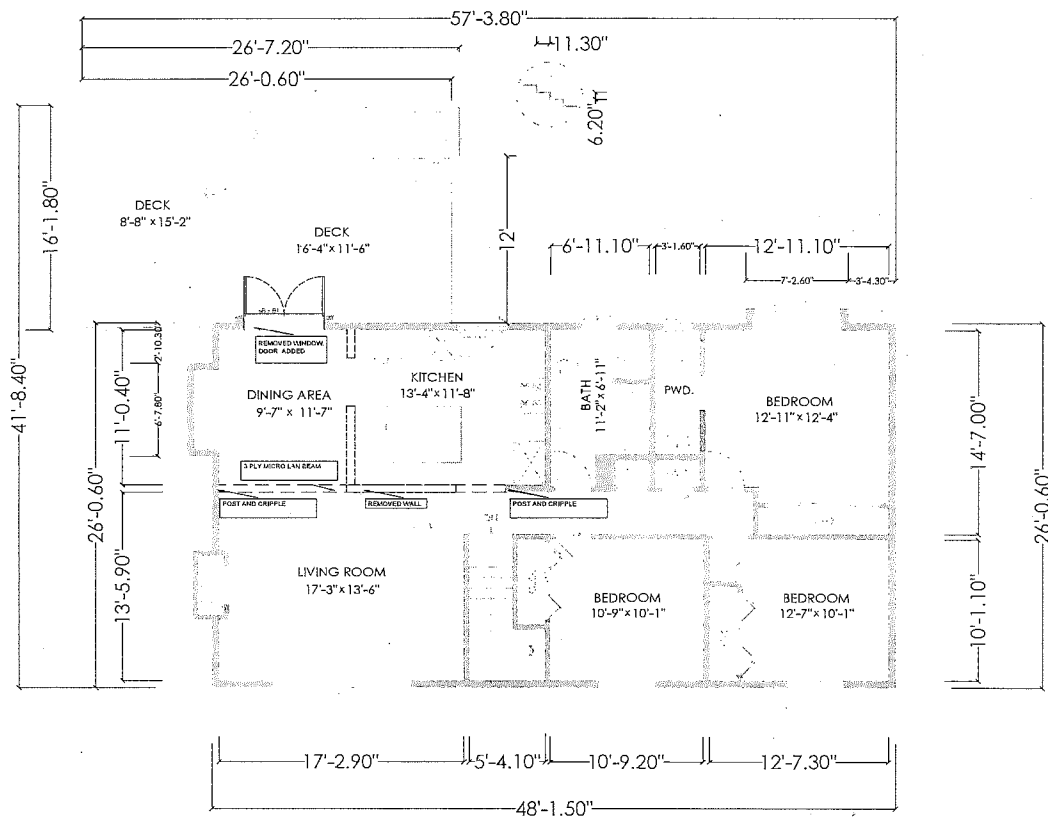 57'-3.80"
26'-7.20"
11.30"
26'-0.60"
6.20"
16'-1.80"
DECK
8'-8" x 15'-2"
DECK
16'-4" x 11'-6"
12'
6'-11.10"
3'-1.60"
12'-11.10"
7'-2.60"
3'-4.30"
41'-8.40"
26'-0.60"
11'-0.40"
2'-10.30"
6'-7.80"
REMOVED WINDOW,
DOOR ADDED
DINING AREA
9'-7" x 11'-7"
KITCHEN
13'-4" x 11'-8"
BATH
11'-2" x 6'-11"
PWD.
BEDROOM
12'-11" x 12'-4"
14'-7.00"
26'-0.60"
3 PLY MICRO LAN BEAM
POST AND CRIPPLE
REMOVED WALL
POST AND CRIPPLE
13'-5.90"
LIVING ROOM
17'-3" x 13'-6"
BEDROOM
10'-9" x 10'-1"
BEDROOM
12'-7" x 10'-1"
10'-1.10"
17'-2.90"
5'-4.10"
10'-9.20"
12'-7.30"
48'-1.50"